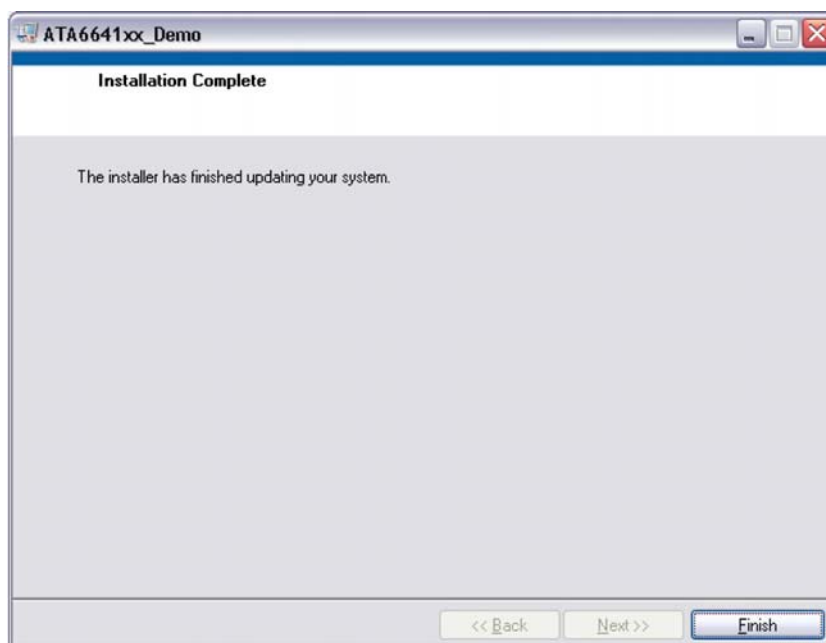 ATA6641xx_Demo
Installation Complete
The installer has finished updating your system.
<< Back Next >> Finish